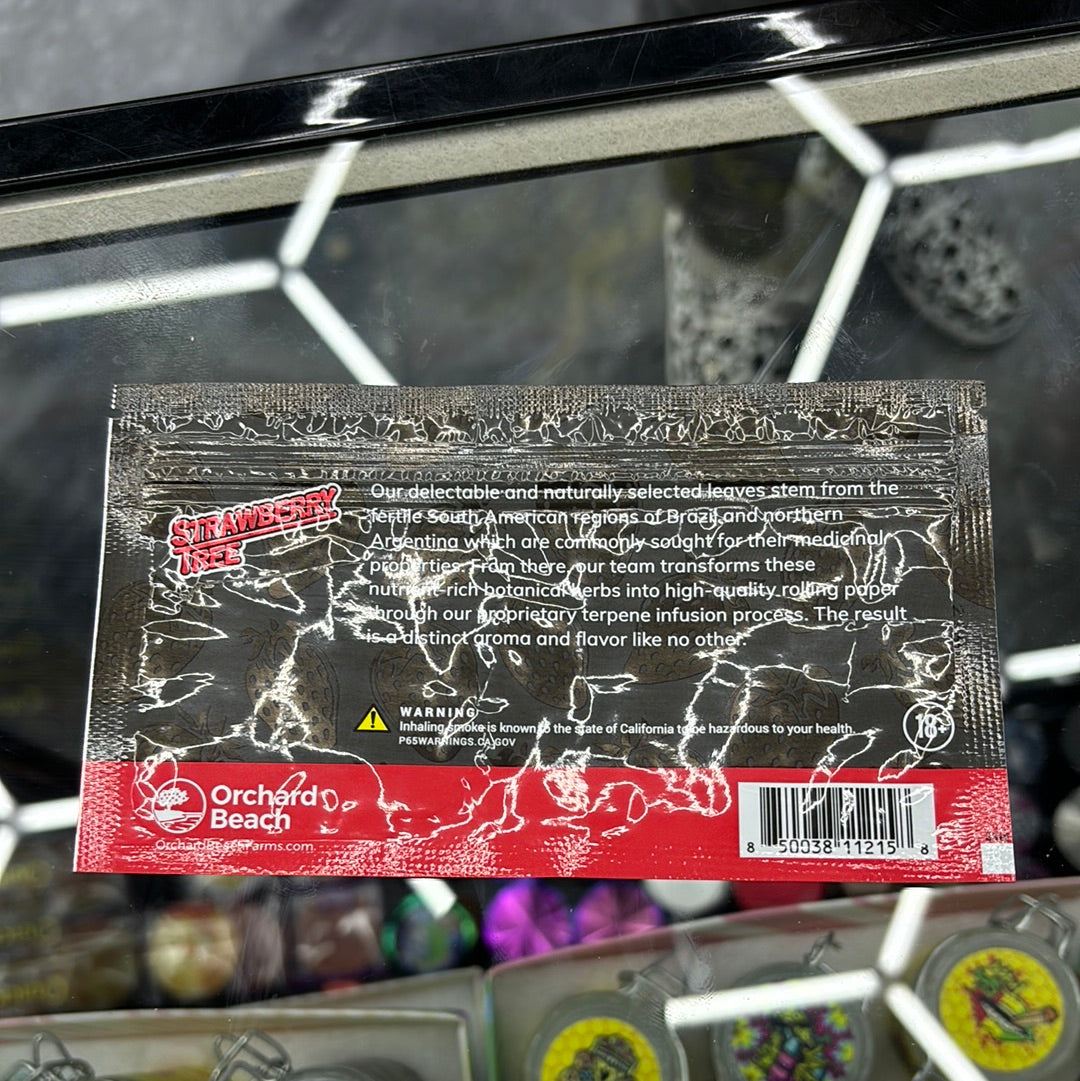 STRAWBERRY
TREE
Our delectable and naturally selected leaves stem from the
fertile South American regions of Brazil and northern
Argentina which are commonly sought for their medicinal
properties. From there, our team transforms these
nutrient-rich botanical herbs into high-quality rolling paper
through our proprietary terpene infusion process. The result
is a distinct aroma and flavor like no other.
WARNING
Inhaling smoke is known to the state of California to be hazardous to your health.
P65WARNINGS.CA.GOV
18+
Orchard
Beach
OrchardBeachFarms.com
8 50038 11215 8